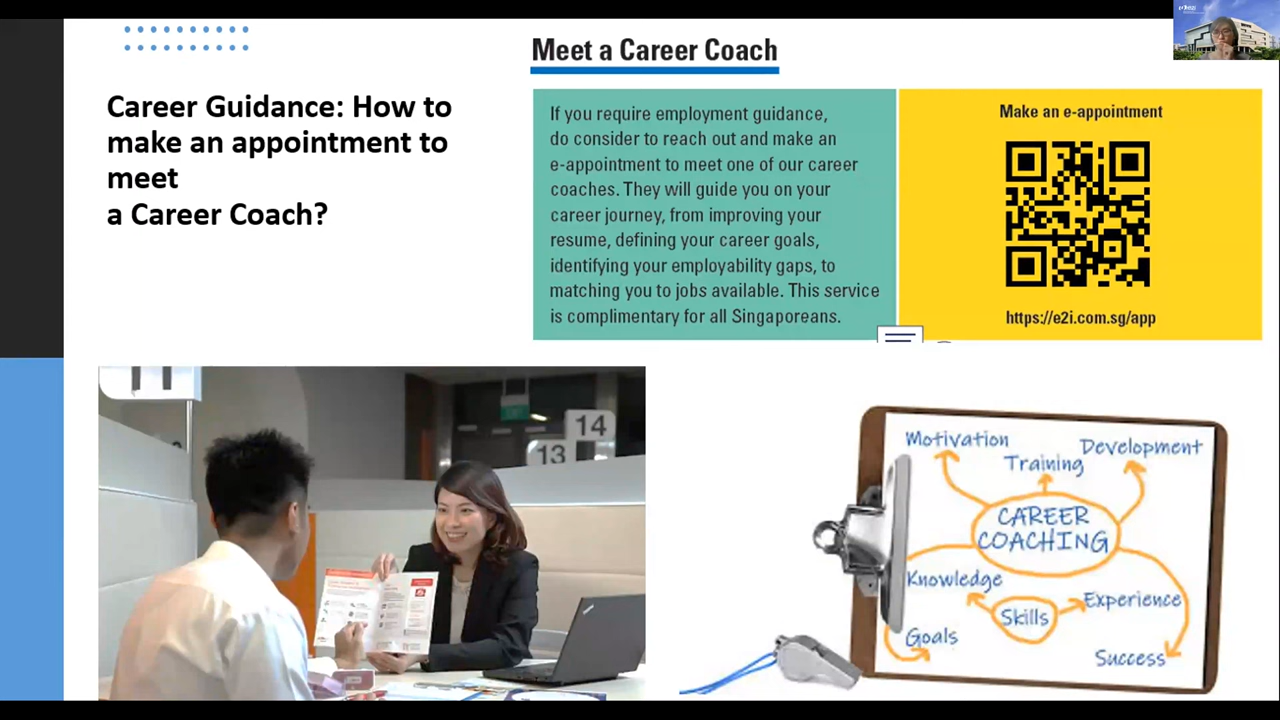 Career Guidance: How to
make an appointment to
meet
a Career Coach?
Meet a Career Coach
If you require employment guidance,
do consider to reach out and make an
e-appointment to meet one of our career
coaches. They will guide you on your
career journey, from improving your
resume, defining your career goals,
identifying your employability gaps, to
matching you to jobs available. This service
is complimentary for all Singaporeans.
Make an e-appointment
https://e2i.com.sg/app
11
13
14
Motivation
Training
Development
CAREER
COACHING
Knowledge
Skills
Experience
Goals
Success